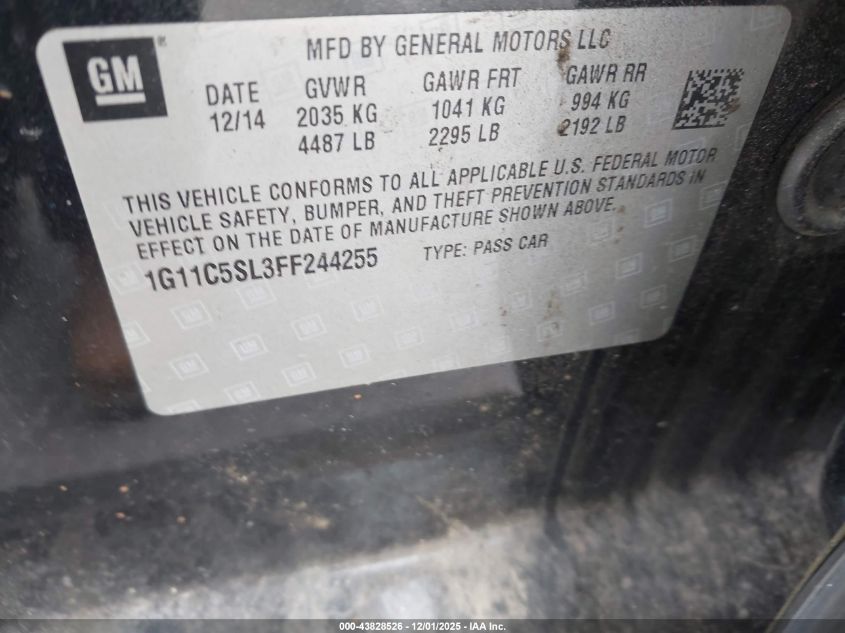 GM
MFD BY GENERAL MOTORS LLC
DATE GVWR GAWR FRT GAWR RR
12/14 2035 KG 1041 KG 994 KG
4487 LB 2295 LB 2192 LB
THIS VEHICLE CONFORMS TO ALL APPLICABLE U.S. FEDERAL MOTOR
VEHICLE SAFETY, BUMPER, AND THEFT PREVENTION STANDARDS IN
EFFECT ON THE DATE OF MANUFACTURE SHOWN ABOVE.
1G11C5SL3FF244255 TYPE: PASS CAR
000-43828526 - 12/01/2025 - IAA Inc.